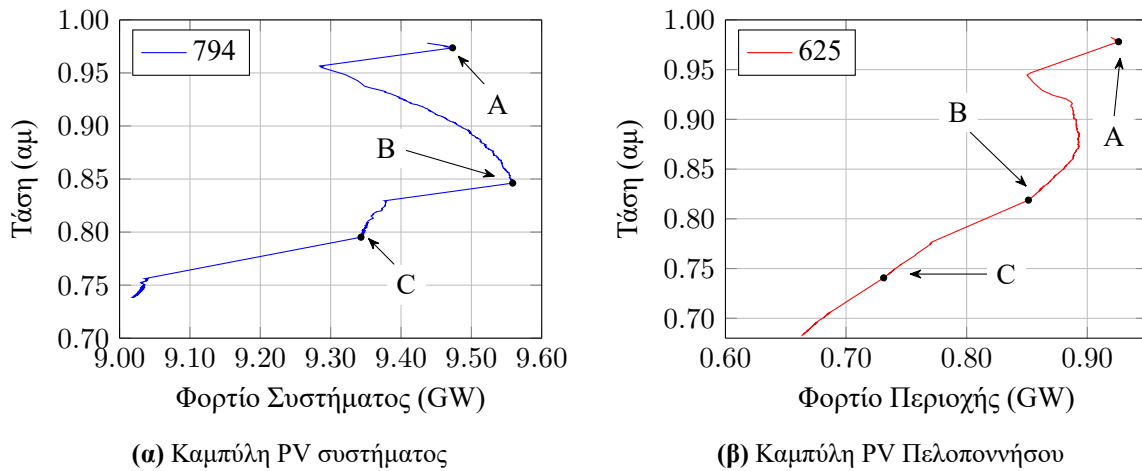 1.00
0.95
0.90
0.85
0.80
0.75
0.70
9.00 9.10 9.20 9.30 9.40 9.50 9.60
Τάση (αμ)
Φορτίο Συστήματος (GW)
794
A
B
C
(α) Καμπύλη PV συστήματος
1.00
0.95
0.90
0.85
0.80
0.75
0.70
0.60 0.70 0.80 0.90
Τάση (αμ)
Φορτίο Περιοχής (GW)
625
A
B
C
(β) Καμπύλη PV Πελοποννήσου